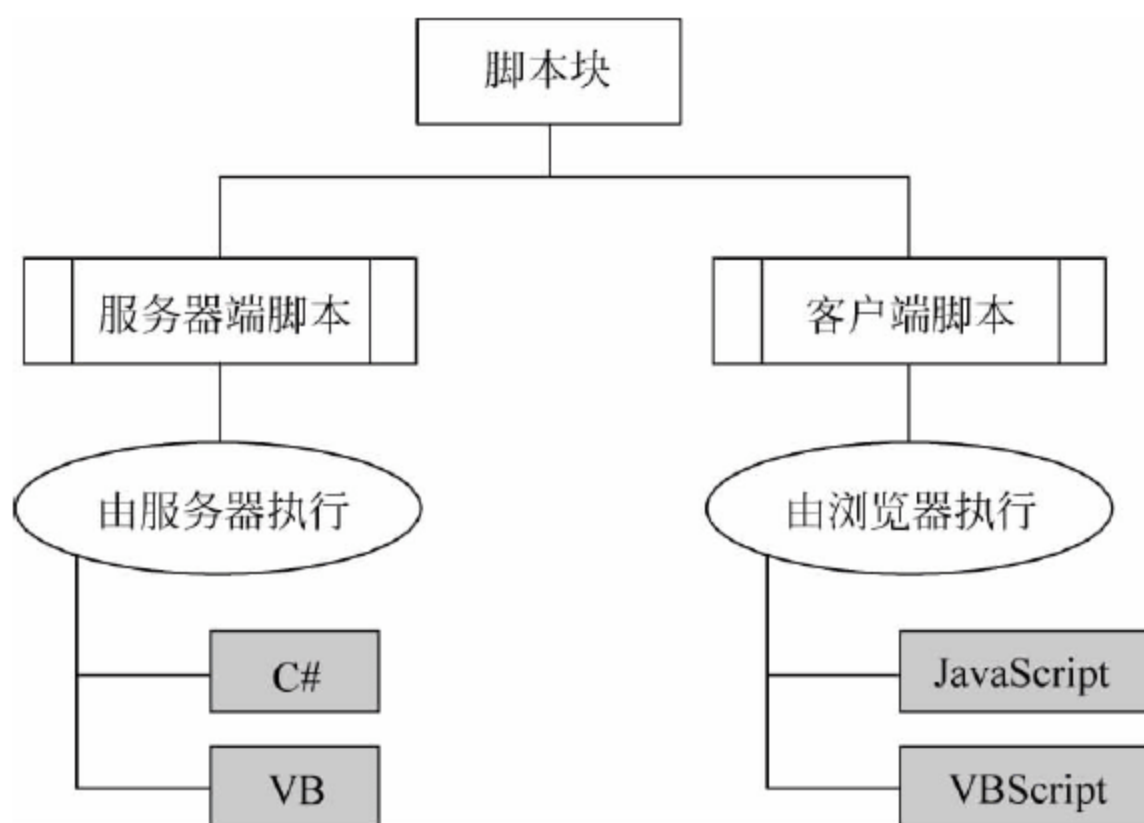 脚本块
服务器端脚本
客户端脚本
由服务器执行
由浏览器执行
C#
JavaScript
VB
VBScript